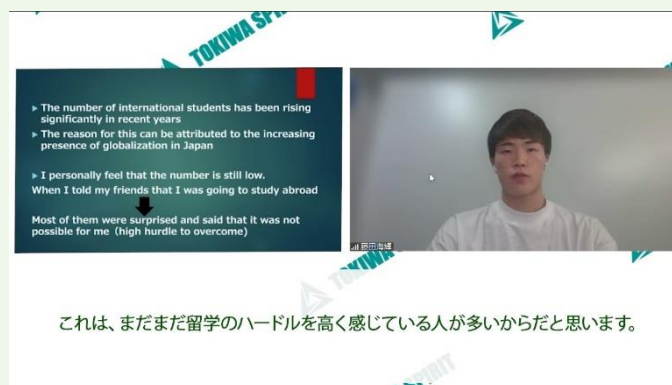 TOKIWA SPI
▶ The number of international students has been rising
significantly in recent years
▶ The reason for this can be attributed to the increasing
presence of globalization in Japan
▶ I personally feel that the number is still low.
When I told my friends that I was going to study abroad
Most of them were surprised and said that it was not
possible for me (high hurdle to overcome)
これは、まだまだ留学のハードルを高く感じている人が多いからだと思います。